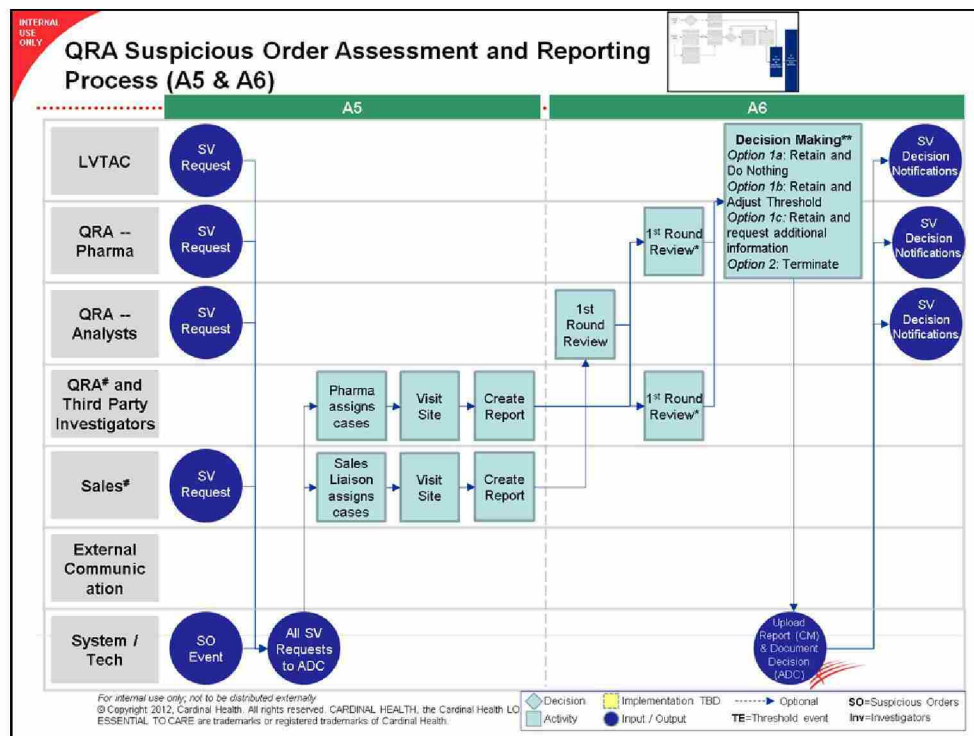 INTERNAL
USE
ONLY
QRA Suspicious Order Assessment and Reporting
Process (A5 & A6)
A5
A6
LVTAC
SV
Request
Decision Making**
Option 1a: Retain and
Do Nothing
Option 1b: Retain and
Adjust Threshold
Option 1c: Retain and
request additional
information
Option 2: Terminate
SV
Decision
Notifications
QRA --
Pharma
SV
Request
1st Round
Review*
SV
Decision
Notifications
QRA --
Analysts
SV
Request
1st
Round
Review
SV
Decision
Notifications
QRA# and
Third Party
Investigators
Pharma
assigns
cases
Visit
Site
Create
Report
1st Round
Review*
Sales#
SV
Request
Sales
Liaison
assigns
cases
Visit
Site
Create
Report
External
Communic
ation
System /
Tech
SO
Event
All SV
Requests
to ADC
Upload
Report (CM)
& Document
Decision
(ADC)
For internal use only; not to be distributed externally
© Copyright 2012, Cardinal Health. All rights reserved. CARDINAL HEALTH, the Cardinal Health LO
ESSENTIAL TO CARE are trademarks or registered trademarks of Cardinal Health.
Decision
Implementation TBD
Optional
SO=Suspicious Orders
Activity
Input / Output
TE=Threshold event
Inv=Investigators